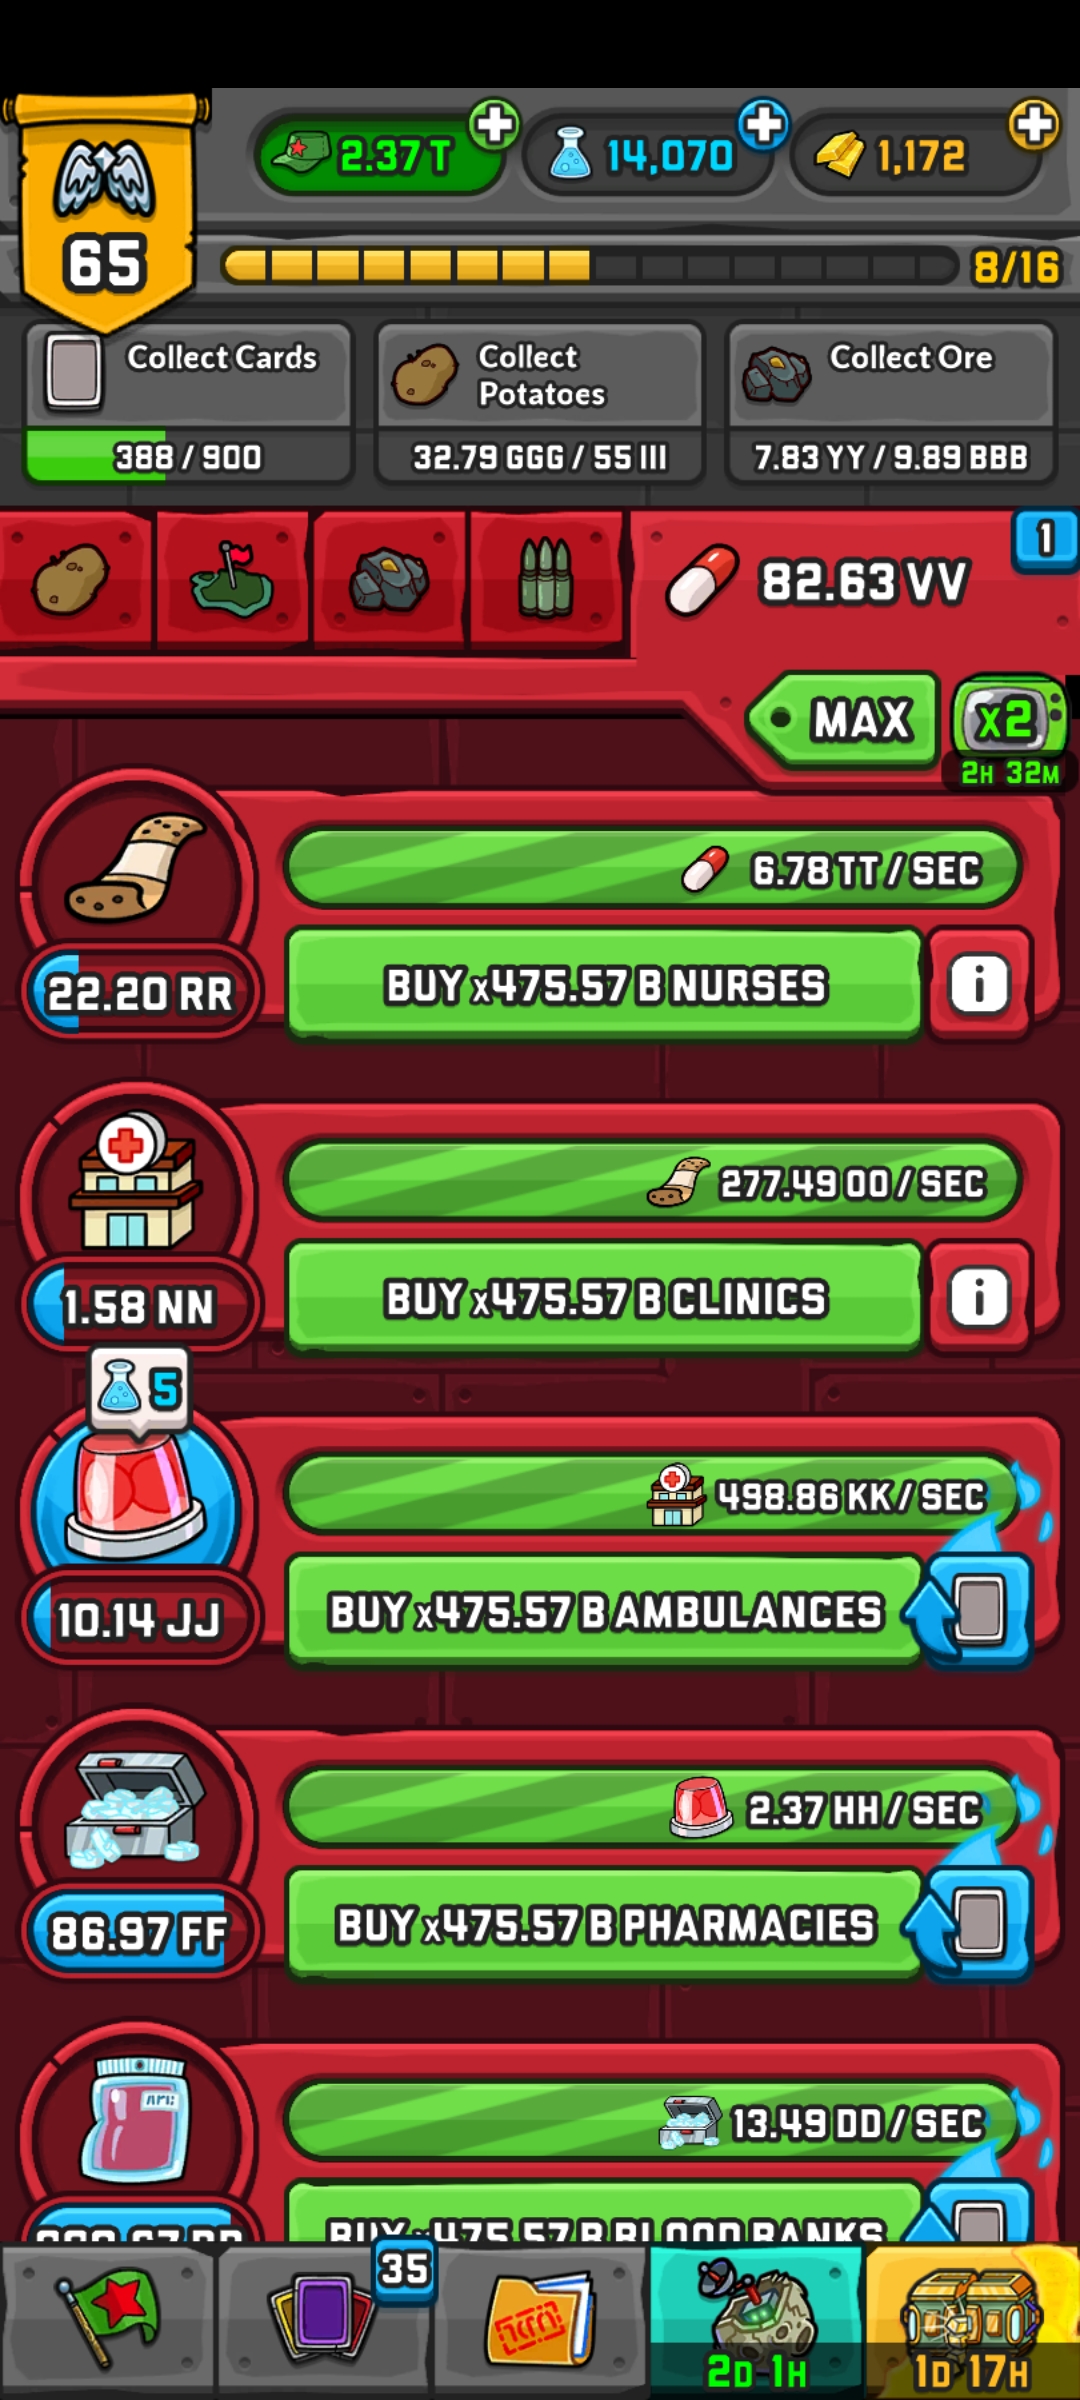 2.37 T
14,070
1,172
65
8/16
Collect Cards
388 / 900
Collect
Potatoes
32.79 GGG / 55 III
Collect Ore
7.83 YY / 9.89 BBB
82.63 VV
1
MAX
x2
2H 32M
6.78 TT / SEC
22.20 RR
BUY x475.57 B NURSES
i
277.49 OO / SEC
1.58 NN
BUY x475.57 B CLINICS
i
5
498.86 KK / SEC
10.14 JJ
BUY x475.57 B AMBULANCES
2.37 HH / SEC
86.97 FF
BUY x475.57 B PHARMACIES
13.49 DD / SEC
BUY x475.57 B BLOOD BANKS
35
2D 1H
1D 17H